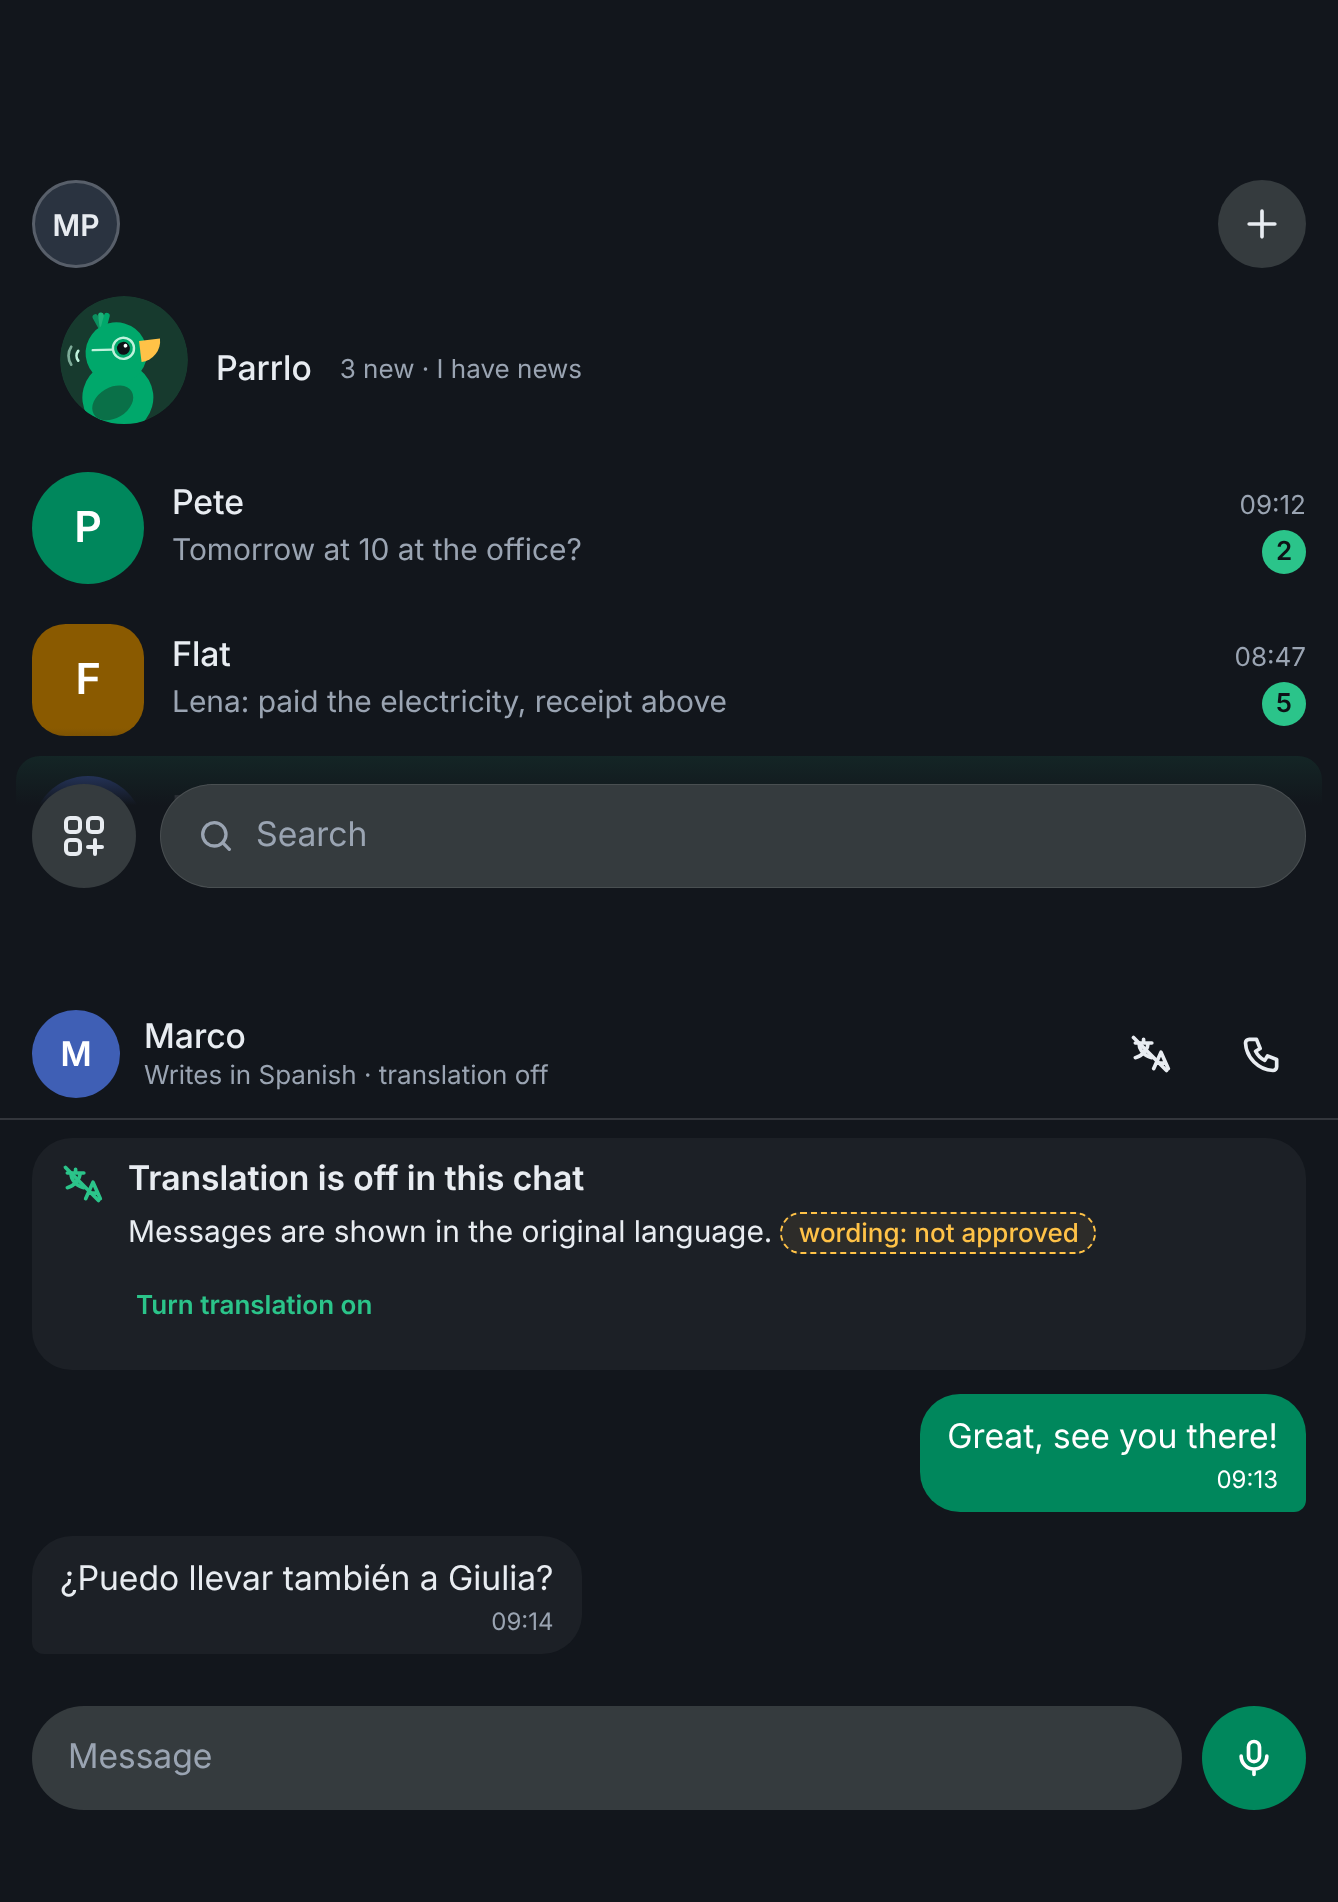 MP
Parrlo 3 new · I have news
P
Pete
09:12
Tomorrow at 10 at the office?
2
F
Flat
08:47
Lena: paid the electricity, receipt above
5
Search
M
Marco
Writes in Spanish · translation off
Translation is off in this chat
Messages are shown in the original language. wording: not approved
Turn translation on
Great, see you there!
09:13
¿Puedo llevar también a Giulia?
09:14
Message